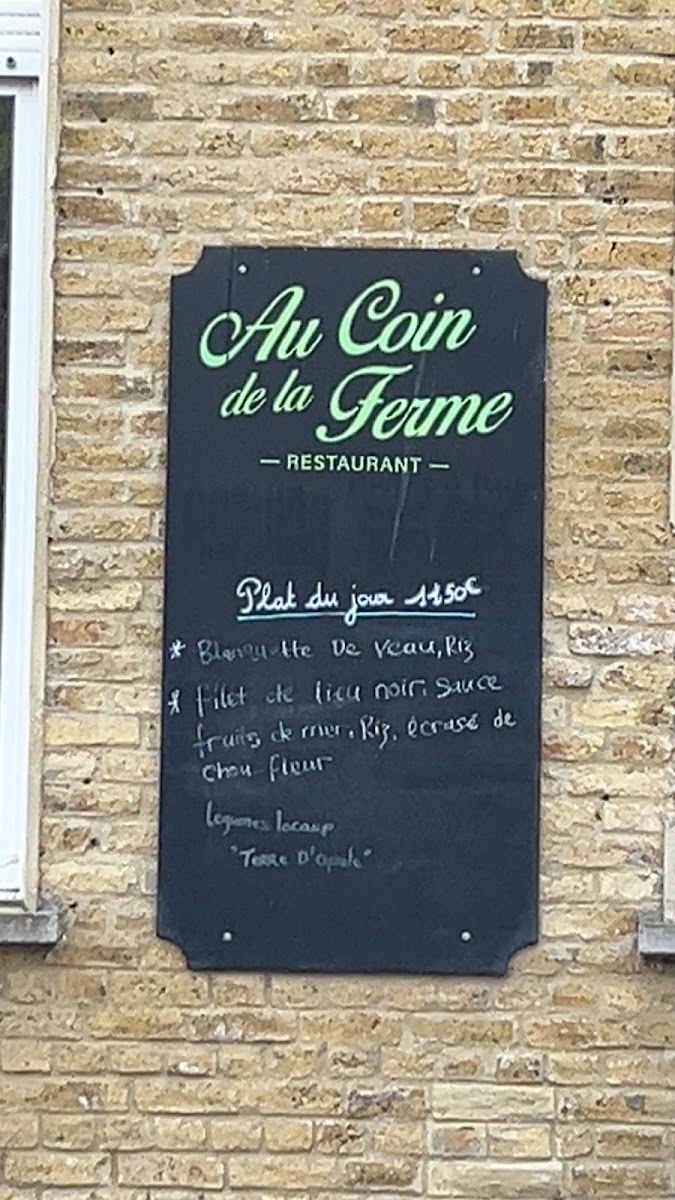 Au Coin
de la Ferme
— RESTAURANT —
Plat du jour 11.50€
* Blanquette De Veau, Riz
* filet de lieu noir. Sauce
fruits de mer, Riz, écrasé de
chou-fleur
Légumes locaux
"Terre D'Opale"